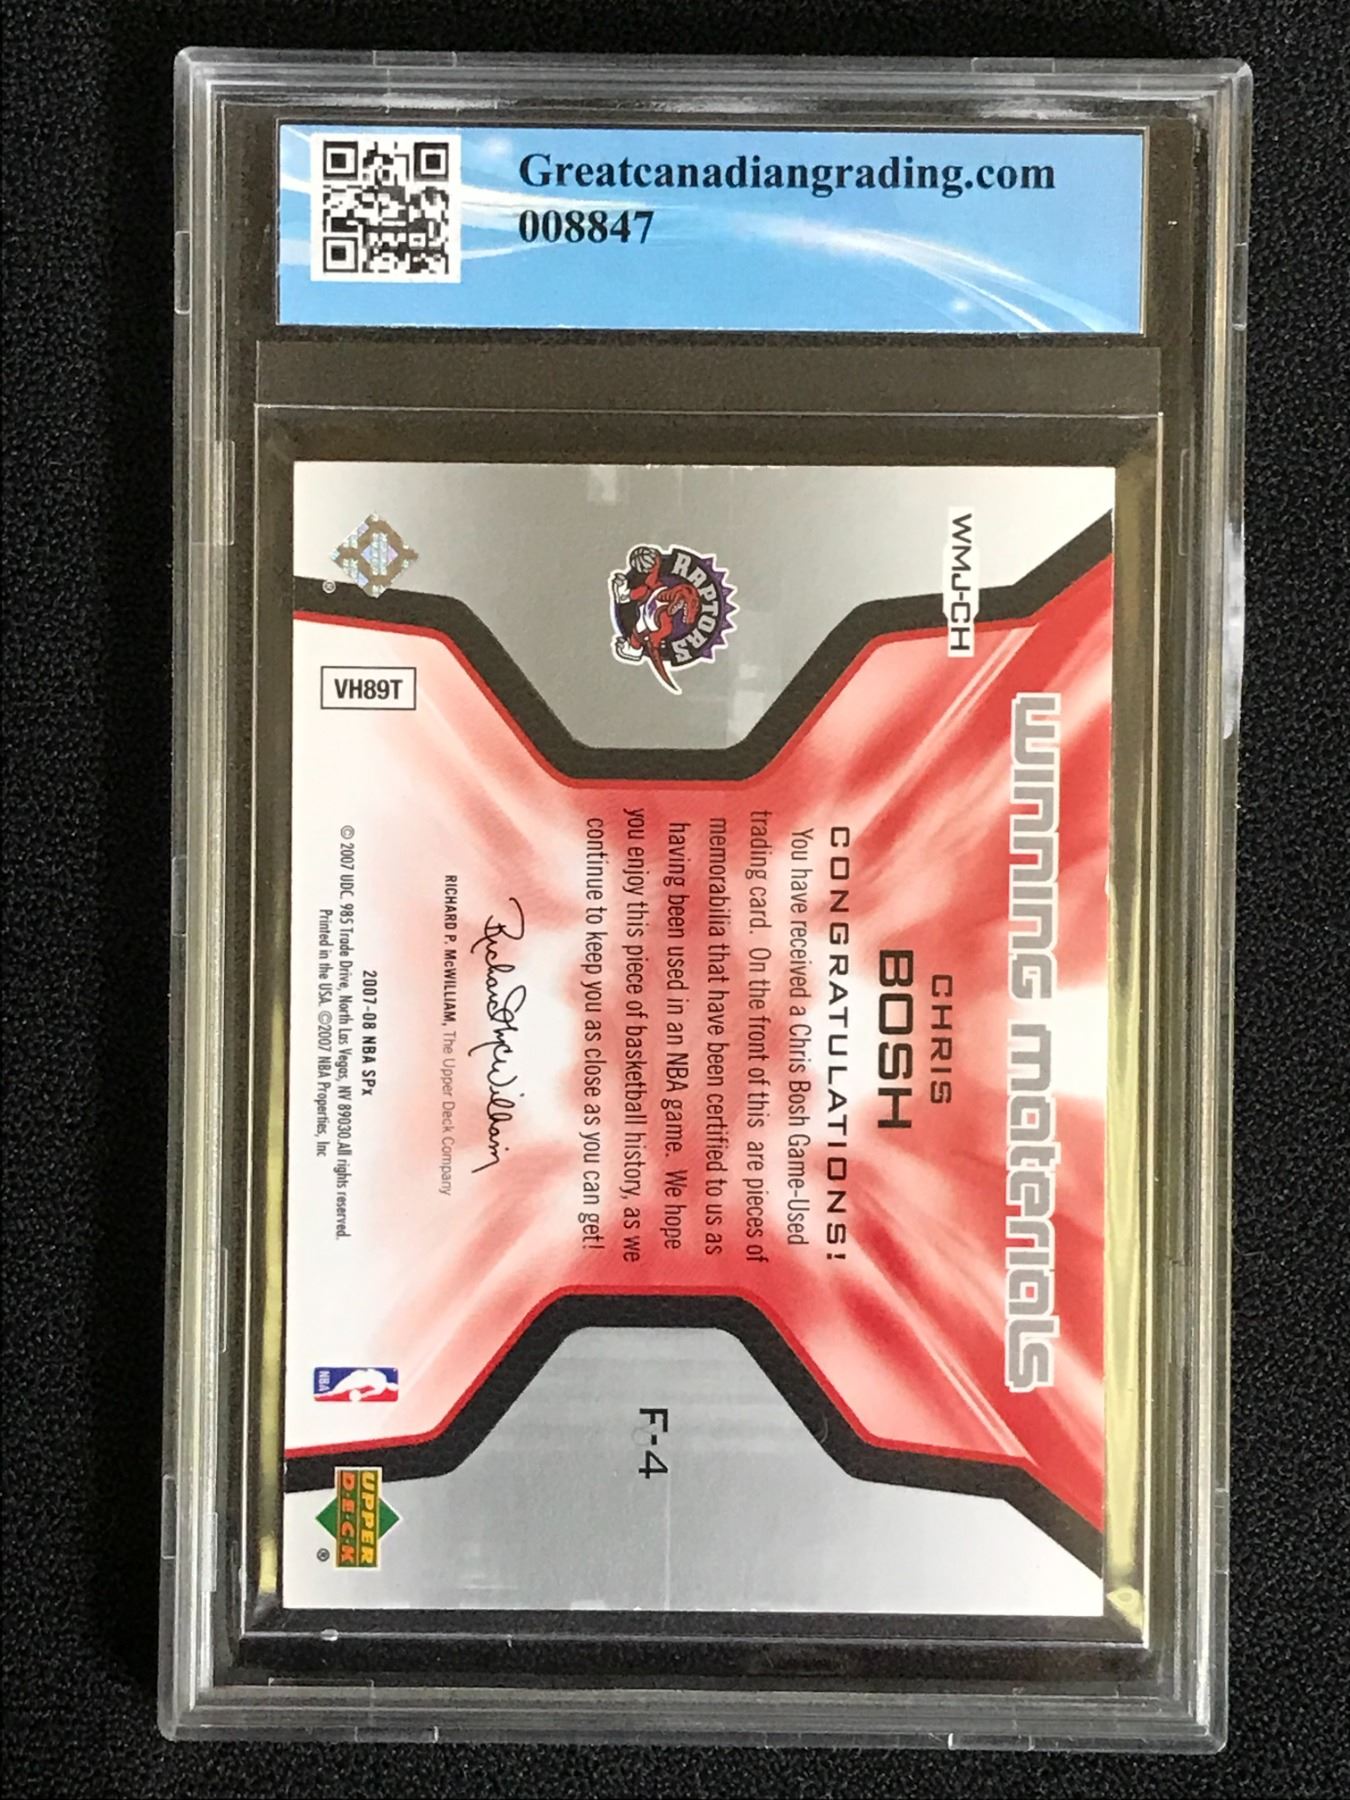 Greatcanadiangrading.com
008847
WMJ-CH
winning materials
RAPTORS
CHRIS
BOSH
CONGRATULATIONS!
You have received a Chris Bosh Game-Used
trading card. On the front of this are pieces of
memorabilia that have been certified to us as
having been used in an NBA game. We hope
you enjoy this piece of basketball history, as we
continue to keep you as close as you can get!
Richard P. McWilliam
RICHARD P. McWILLIAM, The Upper Deck Company
F-4
®
VH89T
2007-08 NBA SPx
© 2007 UDC. 985 Trade Drive, North Las Vegas, NV 89030. All rights reserved.
Printed in the USA. ©2007 NBA Properties, Inc
NBA
UPPER
DECK
®